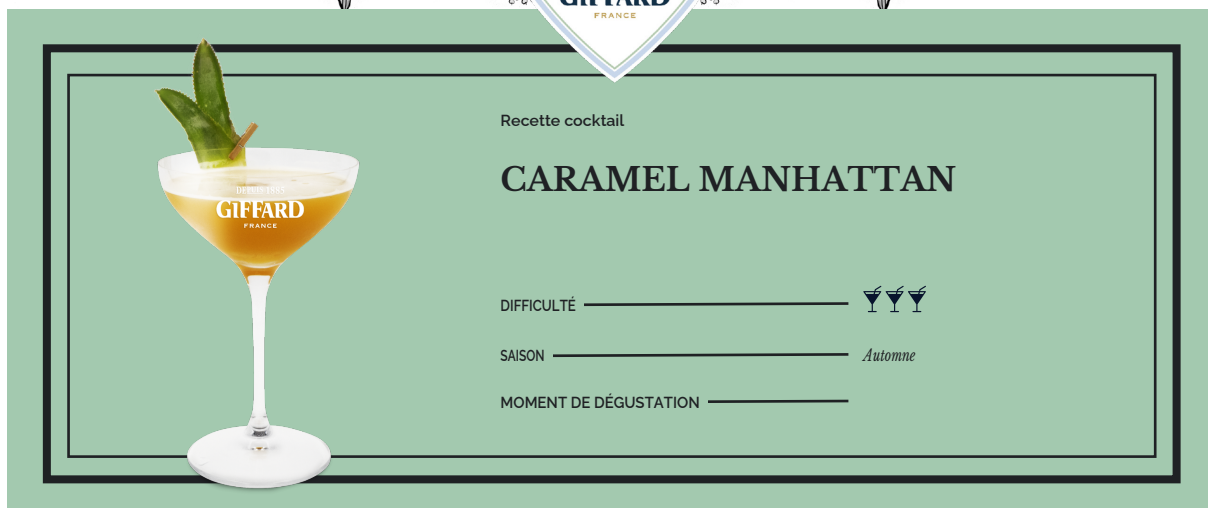 GIFFARD
FRANCE
Recette cocktail
CARAMEL MANHATTAN
DEPUIS 1885
GIFFARD
FRANCE
DIFFICULTÉ
SAISON
Automne
MOMENT DE DÉGUSTATION